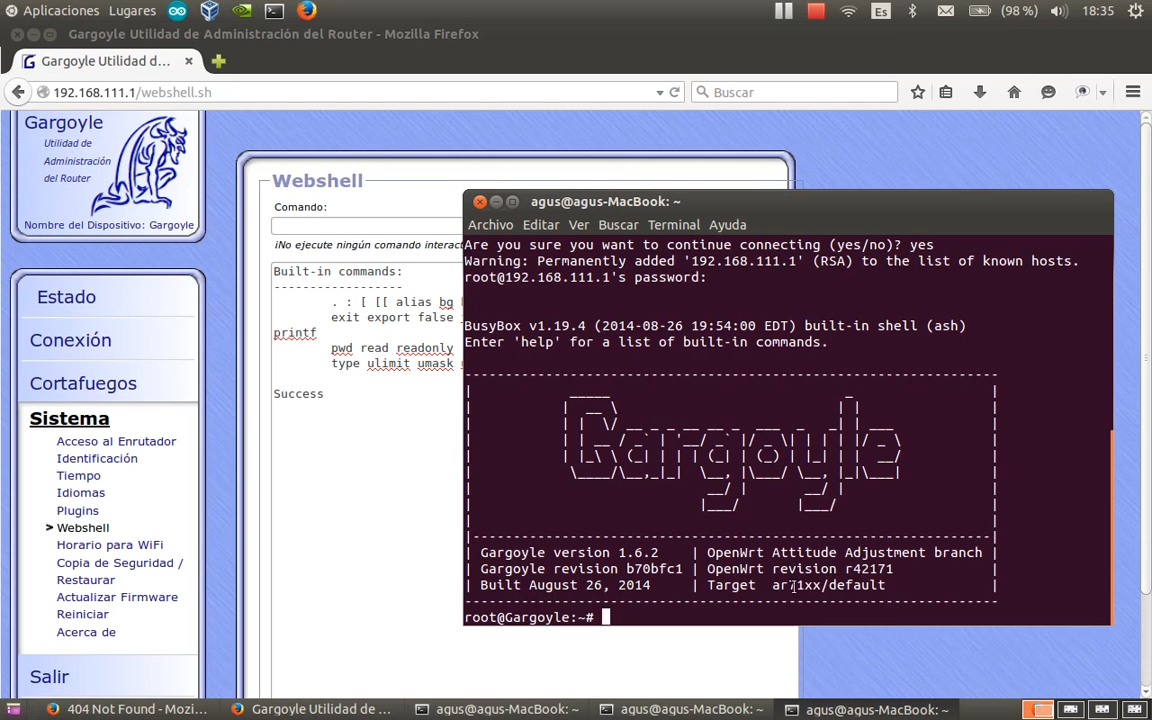 Aplicaciones Lugares Es (98 %) 18:35
Gargoyle Utilidad de Administración del Router - Mozilla Firefox
Gargoyle Utilidad d...
192.168.111.1/webshell.sh
Buscar
Gargoyle
Utilidad de
Administración
del Router
Nombre del Dispositivo: Gargoyle
Estado
Conexión
Cortafuegos
Sistema
Acceso al Enrutador
Identificación
Tiempo
Idiomas
Plugins
> Webshell
Horario para WiFi
Copia de Seguridad /
Restauración
Actualizar Firmware
Reiniciar
Acerca de
Salir
Webshell
Comando:
¡No ejecute ningún comando interact
Built-in commands:
------------------
. : [ [[ alias bg
exit export false
printf
pwd read readonly
type ulimit umask
Success
agus@agus-MacBook: ~
Archivo Editar Ver Buscar Terminal Ayuda
Are you sure you want to continue connecting (yes/no)? yes
Warning: Permanently added '192.168.111.1' (RSA) to the list of known hosts.
root@192.168.111.1's password:
BusyBox v1.19.4 (2014-08-26 19:54:00 EDT) built-in shell (ash)
Enter 'help' for a list of built-in commands.
Gargoyle
| Gargoyle version 1.6.2 | OpenWrt Attitude Adjustment branch |
| Gargoyle revision b70bfc1 | OpenWrt revision r42171 |
| Built August 26, 2014 | Target ar71xx/default |
root@Gargoyle:~#
404 Not Found - Mozi... Gargoyle Utilidad de ... agus@agus-MacBook: ~ agus@agus-MacBook: ~ agus@agus-MacBook: ~